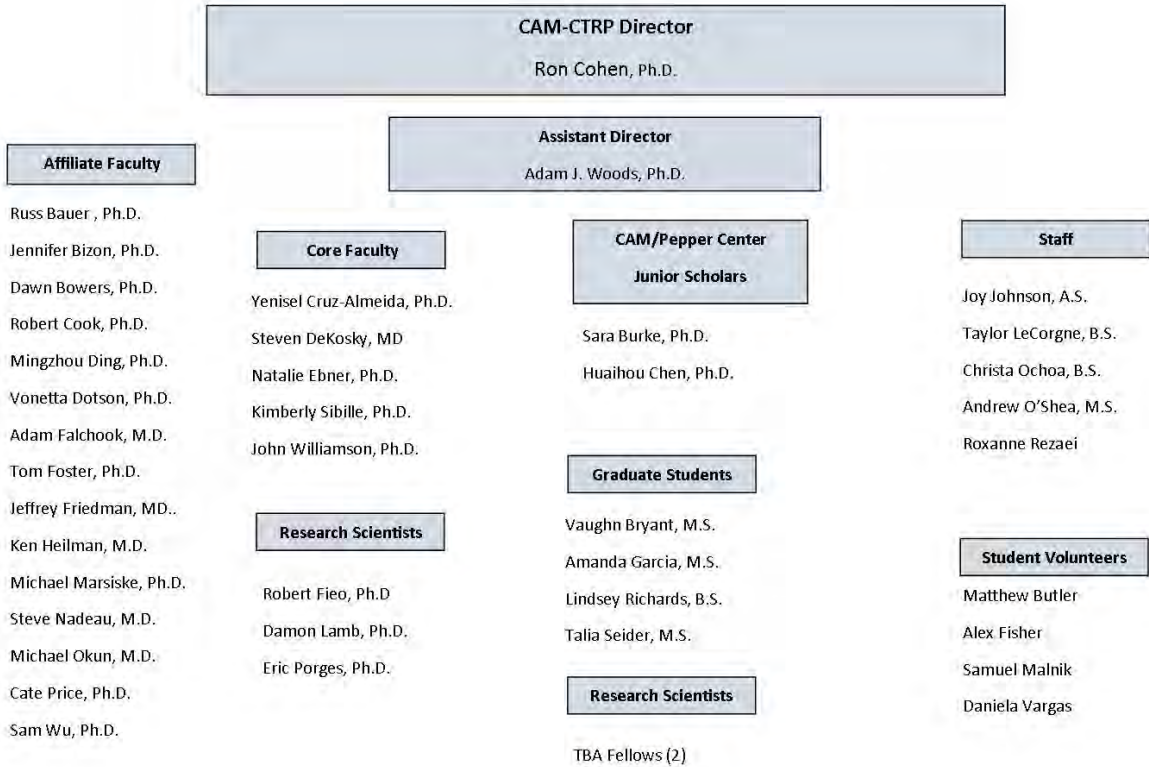 CAM-CTRP Director
Ron Cohen, Ph.D.
Assistant Director
Adam J. Woods, Ph.D.
Affiliate Faculty
Russ Bauer , Ph.D.
Jennifer Bizon, Ph.D.
Dawn Bowers, Ph.D.
Robert Cook, Ph.D.
Mingzhou Ding, Ph.D.
Vonetta Dotson, Ph.D.
Adam Falchook, M.D.
Tom Foster, Ph.D.
Jeffrey Friedman, MD..
Ken Heilman, M.D.
Michael Marsiske, Ph.D.
Steve Nadeau, M.D.
Michael Okun, M.D.
Cate Price, Ph.D.
Sam Wu, Ph.D.
Core Faculty
Yenisel Cruz-Almeida, Ph.D.
Steven DeKosky, MD
Natalie Ebner, Ph.D.
Kimberly Sibille, Ph.D.
John Williamson, Ph.D.
Research Scientists
Robert Fieo, Ph.D
Damon Lamb, Ph.D.
Eric Porges, Ph.D.
CAM/Pepper Center
Junior Scholars
Sara Burke, Ph.D.
Huaihou Chen, Ph.D.
Graduate Students
Vaughn Bryant, M.S.
Amanda Garcia, M.S.
Lindsey Richards, B.S.
Talia Seider, M.S.
Research Scientists
TBA Fellows (2)
Staff
Joy Johnson, A.S.
Taylor LeCorgne, B.S.
Christa Ochoa, B.S.
Andrew O'Shea, M.S.
Roxanne Rezaei
Student Volunteers
Matthew Butler
Alex Fisher
Samuel Malnik
Daniela Vargas